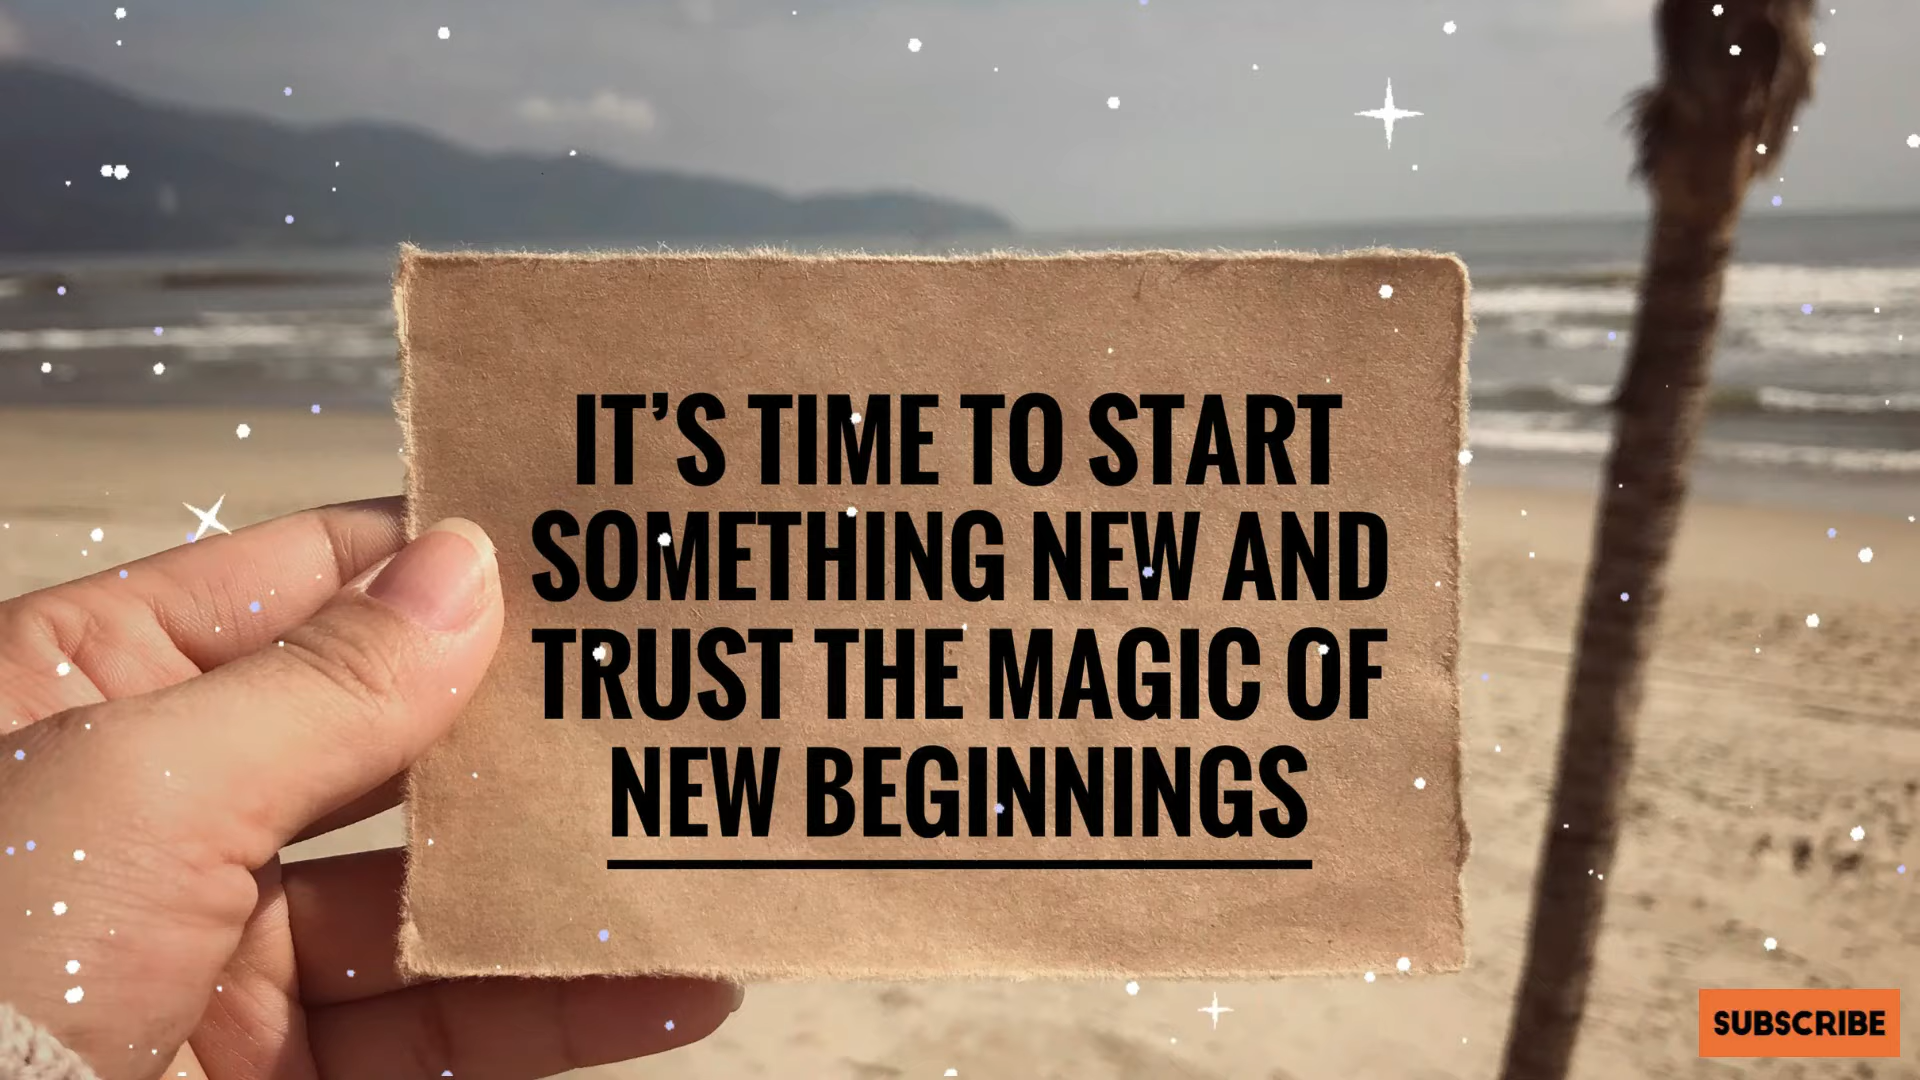 IT’S TIME TO START
SOMETHING NEW AND
TRUST THE MAGIC OF
NEW BEGINNINGS
SUBSCRIBE